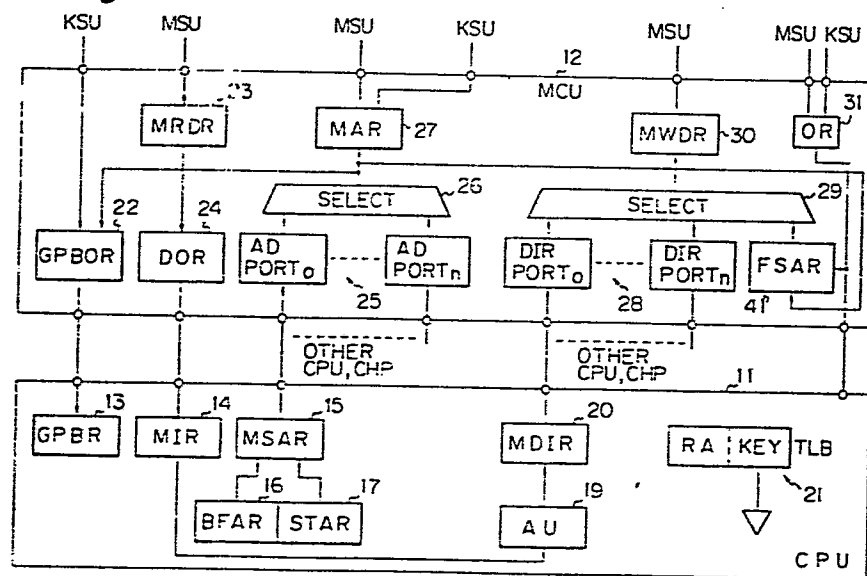 KSU MSU MSU KSU MSU MSU KSU
12
MCU
23
MRDR
MAR
27
MWDR
30
OR
31
26
SELECT
29
SELECT
22
GPBOR
24
DOR
AD PORT0
AD PORTn
25
DIR PORT0
DIR PORTn
28
FSAR
41
OTHER CPU, CHP
OTHER CPU, CHP
11
13
GPBR
14
MIR
15
MSAR
20
MDIR
RA KEY TLB
21
16
BFAR
17
STAR
19
AU
CPU